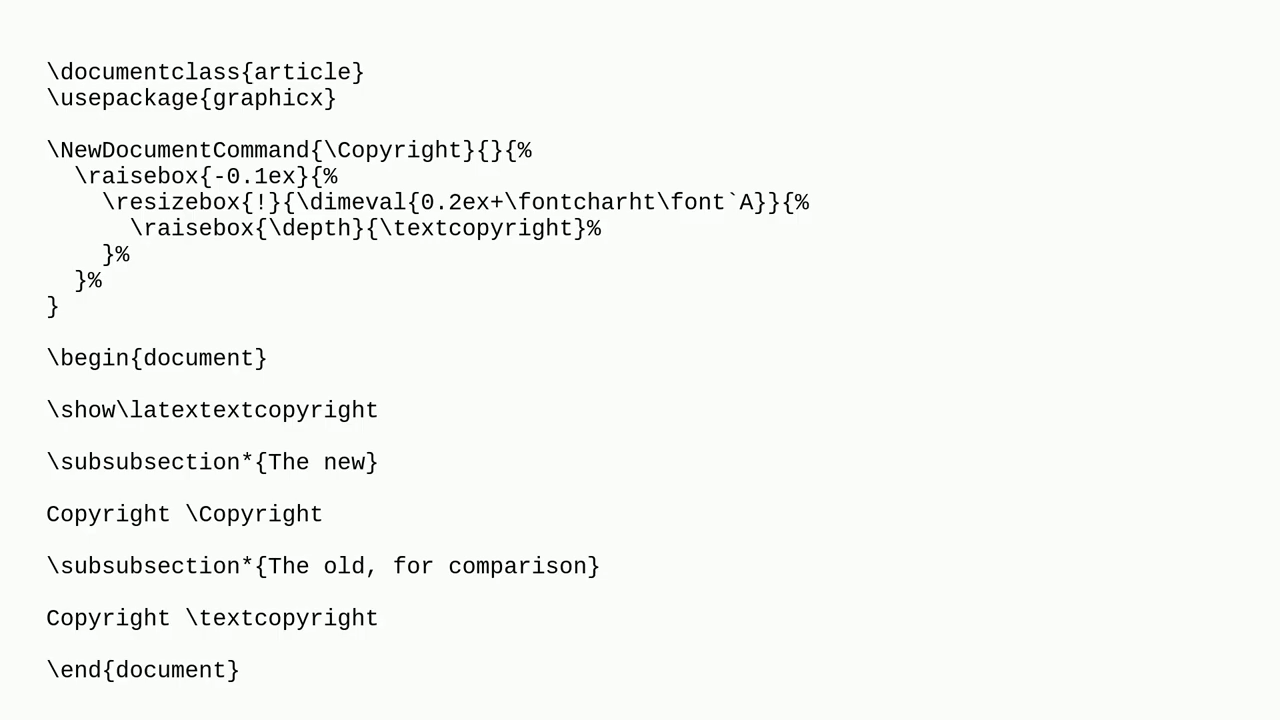 \documentclass{article}
\usepackage{graphicx}

\NewDocumentCommand{\Copyright}{}{%
  \raisebox{-0.1ex}{%
    \resizebox{!}{\dimeval{0.2ex+\fontcharht\font`A}}{%
      \raisebox{\depth}{\textcopyright}%
    }%
  }%
}

\begin{document}

\show\latextextcopyright

\subsubsection*{The new}

Copyright \Copyright

\subsubsection*{The old, for comparison}

Copyright \textcopyright

\end{document}